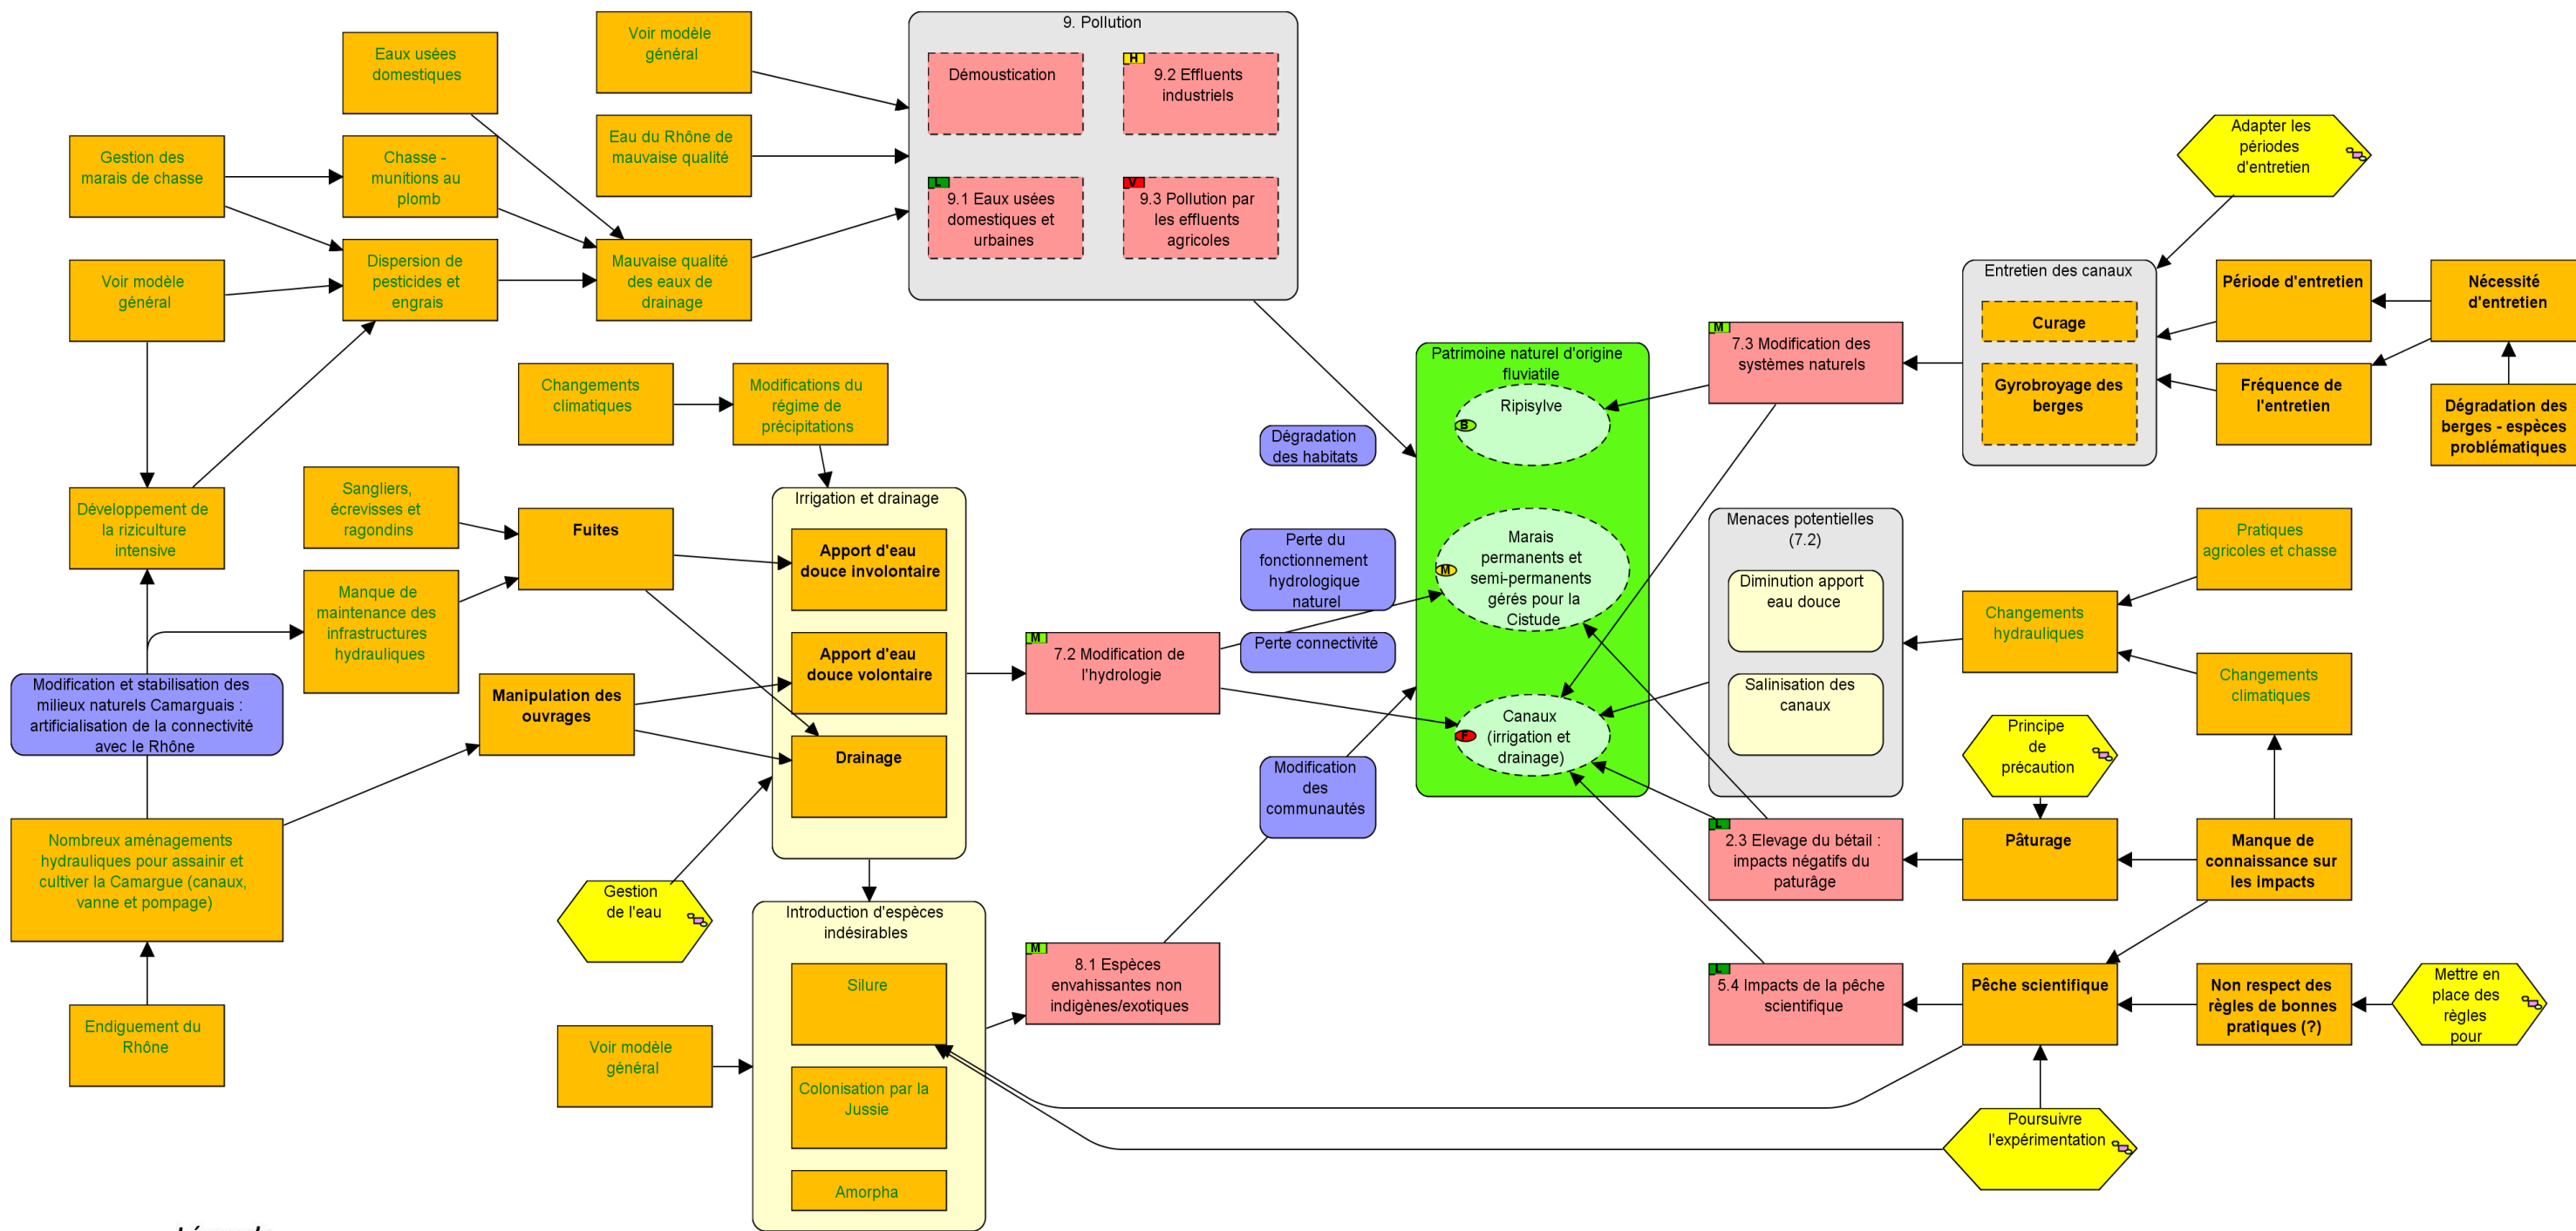 9. Pollution
Voir modèle
général
Eaux usées
domestiques
Démoustication
H
9.2 Effluents
industriels
Eau du Rhône de
mauvaise qualité
Gestion des
marais de chasse
Chasse -
munitions au
plomb
L
9.1 Eaux usées
domestiques et
urbaines
V
9.3 Pollution par
les effluents
agricoles
Voir modèle
général
Dispersion de
pesticides et
engrais
Mauvaise qualité
des eaux de
drainage
Adapter les
périodes
d'entretien
Entretien des canaux
Curage
Gyrobroyage des
berges
Période d'entretien
Nécessité
d'entretien
Fréquence de
l'entretien
Dégradation des
berges - espèces
problématiques
M
7.3 Modification des
systèmes naturels
Patrimoine naturel d'origine
fluviatile
Ripisylve
B
Marais
permanents et
semi-permanents
gérés pour la
Cistude
M
Canaux
(irrigation et
drainage)
F
Changements
climatiques
Modifications du
régime de
précipitations
Dégradation
des habitats
Perte du
fonctionnement
hydrologique
naturel
Perte connectivité
Modification
des
communautés
Développement de
la riziculture
intensive
Sangliers,
écrevisses et
ragondins
Fuites
Manque de
maintenance des
infrastructures
hydrauliques
Irrigation et drainage
Apport d'eau
douce involontaire
Apport d'eau
douce volontaire
Drainage
M
7.2 Modification de
l'hydrologie
Modification et stabilisation des
milieux naturels Camarguais :
artificialisation de la connectivité
avec le Rhône
Manipulation des
ouvrages
Nombreux aménagements
hydrauliques pour assainir et
cultiver la Camargue (canaux,
vanne et pompage)
Gestion
de l'eau
Endiguement du
Rhône
Voir modèle
général
Introduction d'espèces
indésirables
Silure
Colonisation par la
Jussie
Amorpha
M
8.1 Espèces
envahissantes non
indigènes/exotiques
Menaces potentielles
(7.2)
Diminution apport
eau douce
Salinisation des
canaux
Pratiques
agricoles et chasse
Changements
hydrauliques
Changements
climatiques
Principe
de
précaution
L
2.3 Elevage du bétail :
impacts négatifs du
paturâge
Pâturage
Manque de
connaissance sur
les impacts
L
5.4 Impacts de la pêche
scientifique
Pêche scientifique
Non respect des
règles de bonnes
pratiques (?)
Mettre en
place des
règles
pour
Poursuivre
l'expérimentation